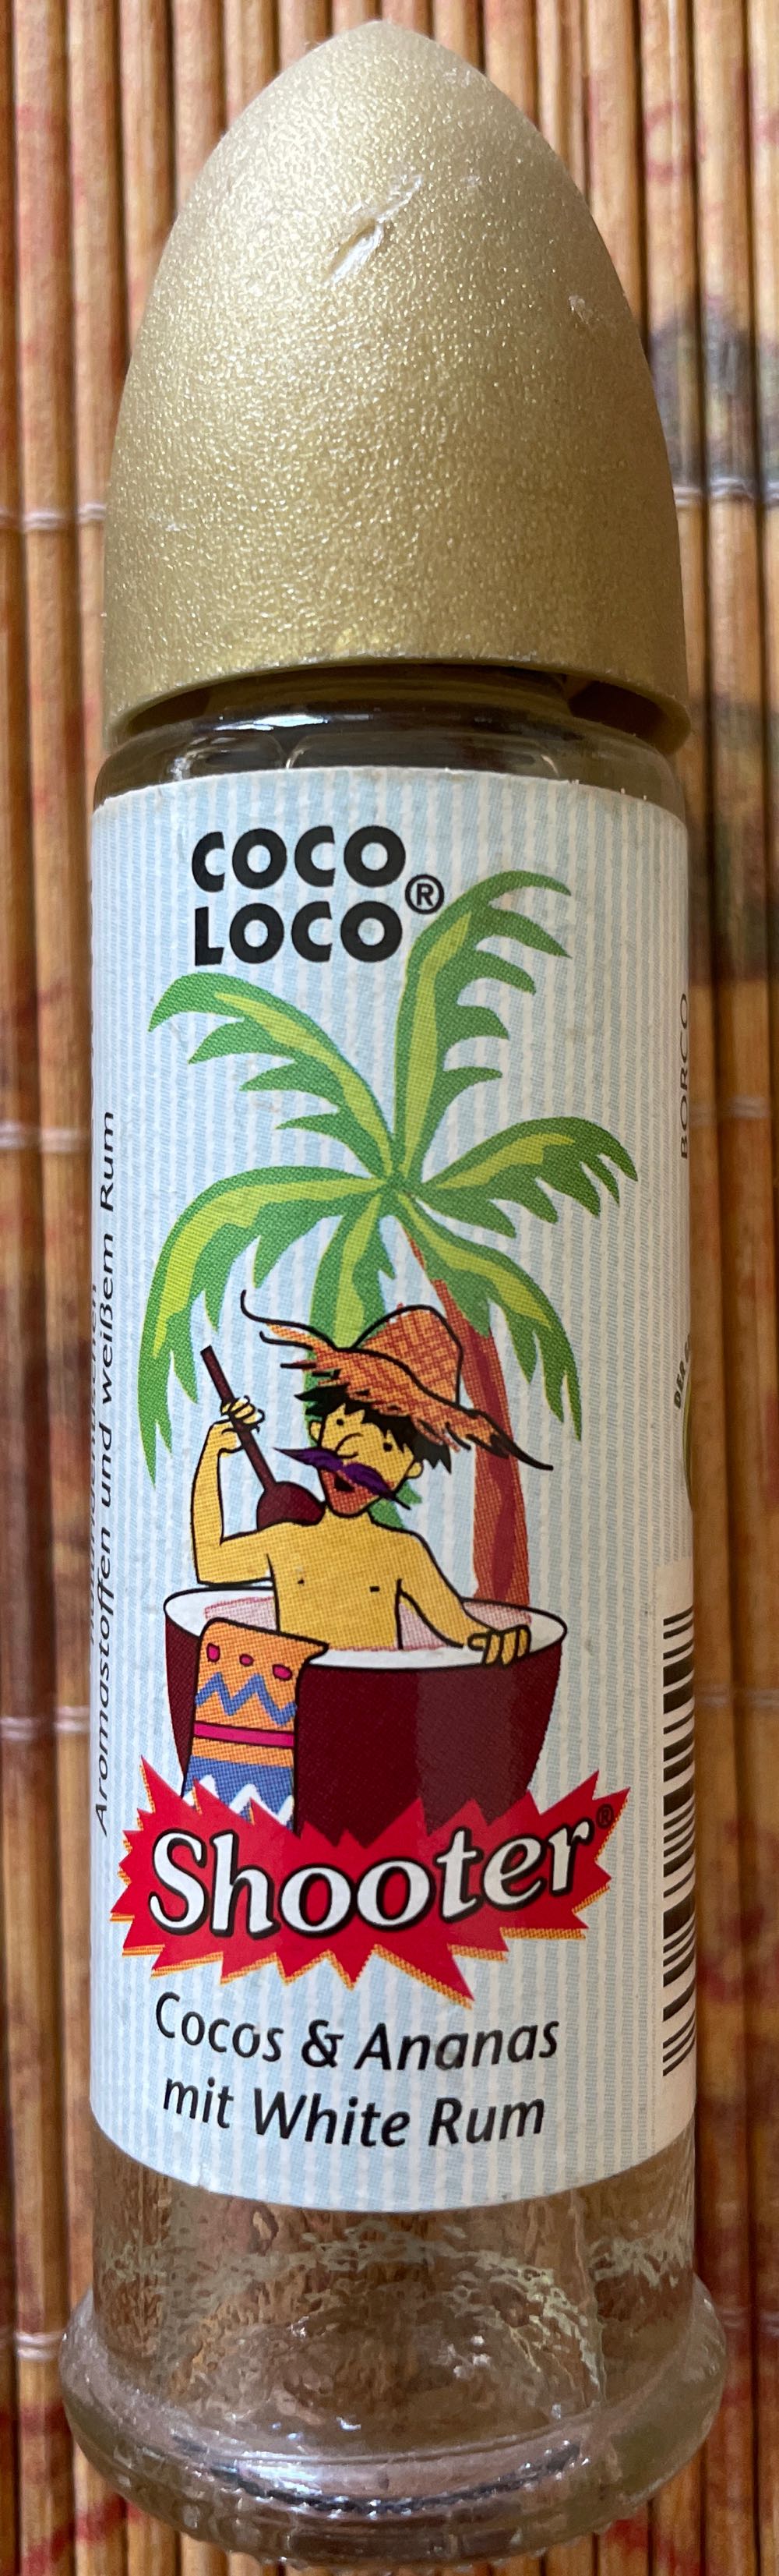 COCO
LOCO®
Shooter®
Cocos & Ananas
mit White Rum
Aromastoffen und weißem Rum
BORCO